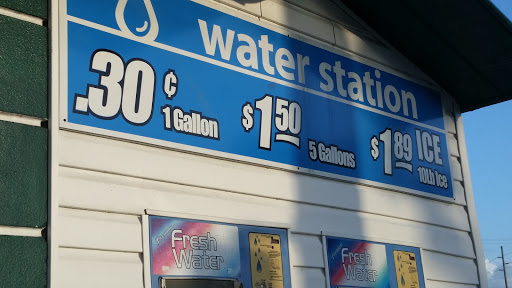 water station
.30¢
1 Gallon
$1.50
5 Gallons
$1.89 ICE
10Lb Ice
Fresh
Water
Fresh
Water